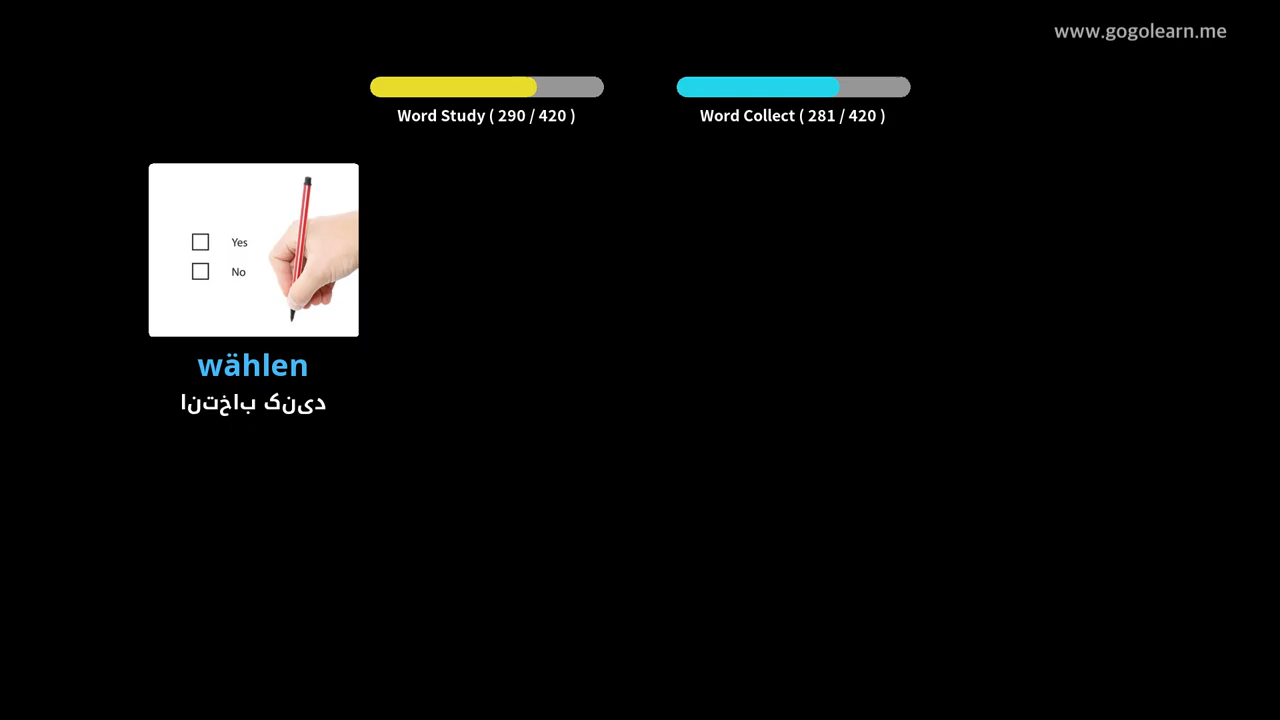 www.gogolearn.me
Word Study ( 290 / 420 )
Word Collect ( 281 / 420 )
Yes
No
wählen
انتخاب کنید